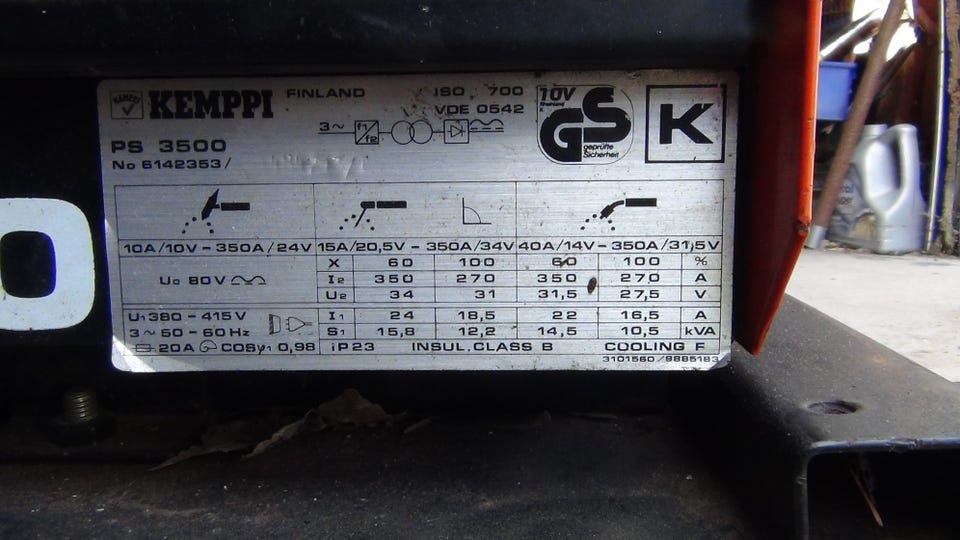 KEMPPI
FINLAND
ISO 700
VDE 0542
3~
f1
f2
PS 3500
No 6142353/
TÜV
Rheinland
GS
geprüfte
Sicherheit
K
10A/10V – 350A/24V 15A/20,5V – 350A/34V 40A/14V – 350A/31,5V
U0 80V
X 60 100 60 100 %
I2 350 270 350 270 A
U2 34 31 31,5 27,5 V
U1 380 – 415 V I1 24 18,5 22 16,5 A
3~50 – 60 Hz S1 15,8 12,2 14,5 10,5 kVA
20A COSφ1 0,98 iP23 INSUL.CLASS B COOLING F
3101560/9885183
0